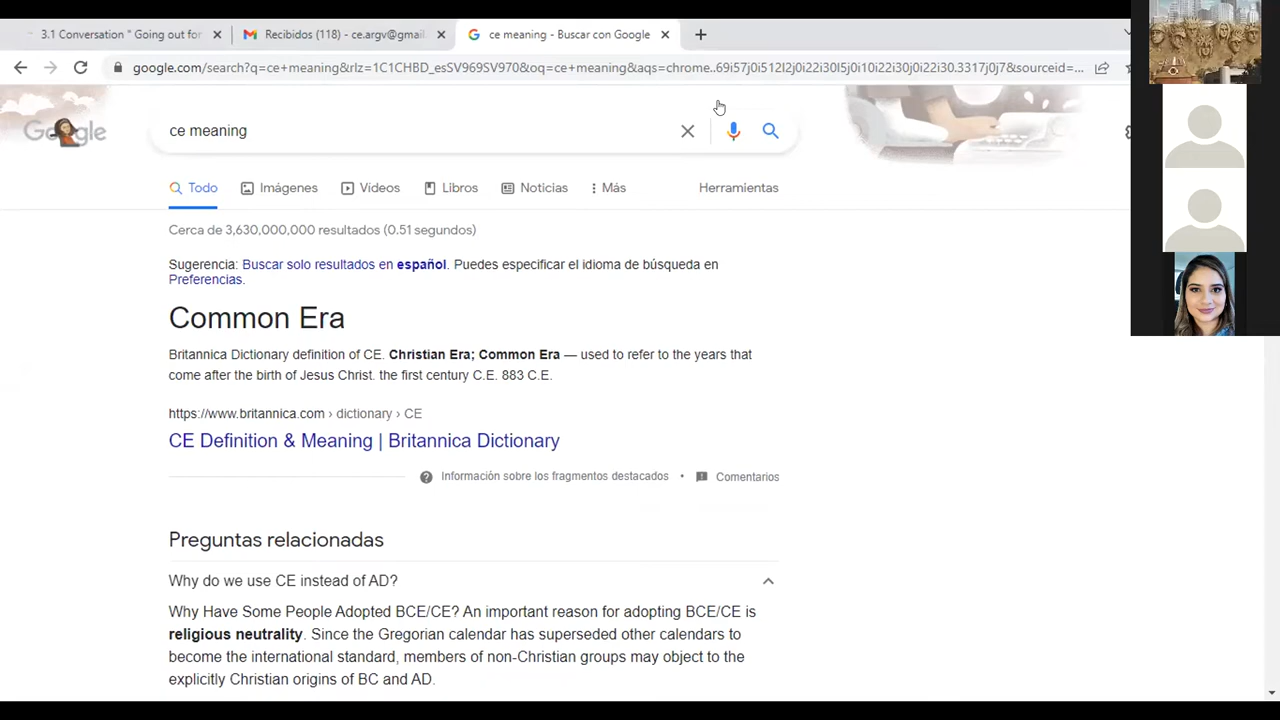 3.1 Conversation " Going out for
Recibidos (118) - ce.argv@gmail
ce meaning - Buscar con Google
google.com/search?q=ce+meaning&rlz=1C1CHBD_esSV969SV970&oq=ce+meaning&aqs=chrome..69i57j0i512l2j0i22i30l5j0i10i22i30j0i22i30.3317j0j7&sourceid=...
Google
ce meaning
Todo Imágenes Videos Libros Noticias Más Herramientas
Cerca de 3,630,000,000 resultados (0.51 segundos)
Sugerencia: Buscar solo resultados en español. Puedes especificar el idioma de búsqueda en
Preferencias.
Common Era
Britannica Dictionary definition of CE. Christian Era; Common Era — used to refer to the years that
come after the birth of Jesus Christ. the first century C.E. 883 C.E.
https://www.britannica.com › dictionary › CE
CE Definition & Meaning | Britannica Dictionary
Información sobre los fragmentos destacados • Comentarios
Preguntas relacionadas
Why do we use CE instead of AD?
Why Have Some People Adopted BCE/CE? An important reason for adopting BCE/CE is
religious neutrality. Since the Gregorian calendar has superseded other calendars to
become the international standard, members of non-Christian groups may object to the
explicitly Christian origins of BC and AD.